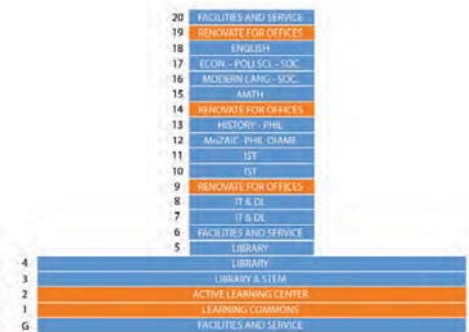 20 FACILITIES AND SERVICE
19 RENOVATE FOR OFFICES
18 ENGLISH
17 ECON. - POLI SCI. - SOC.
16 MODERN LANG - SOC.
15 MATH
14 RENOVATE FOR OFFICES
13 HISTORY - PHIL
12 MoZAIC PHIL
11 IST
10 IST
9 RENOVATE FOR OFFICES
8 IT & DL
7 IT & DL
6 FACILITIES AND SERVICE
5 LIBRARY
4 LIBRARY
3 LIBRARY & STEM
2 ACTIVE LEARNING CENTER
1 LEARNING COMMONS
G FACILITIES AND SERVICE